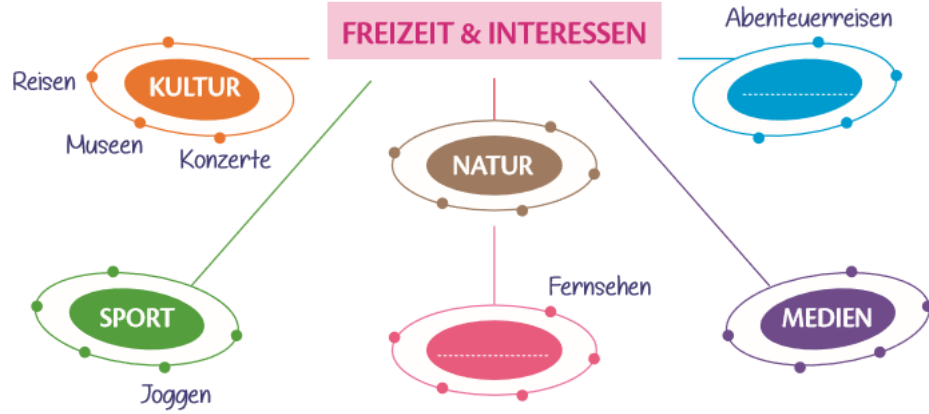 FREIZEIT & INTERESSEN
Abenteuerreisen
Reisen
KULTUR
Museen
Konzerte
NATUR
Fernsehen
SPORT
MEDIEN
Joggen